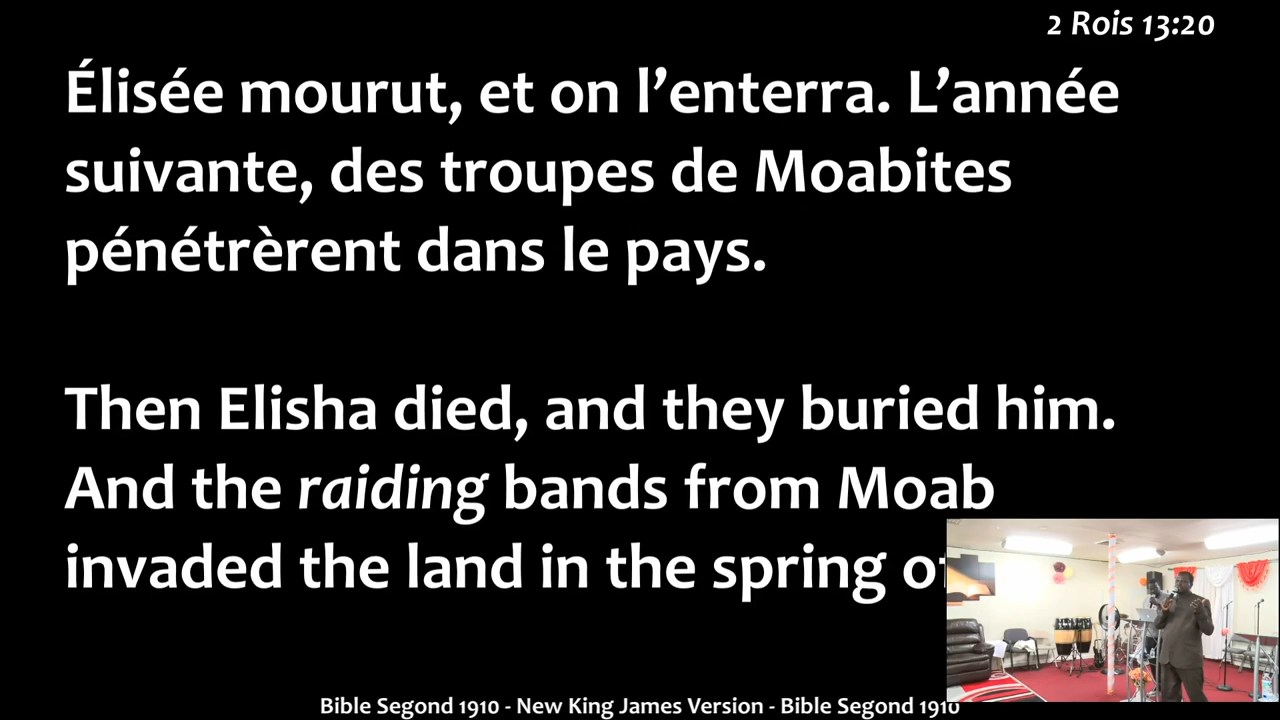 2 Rois 13:20
Élisée mourut, et on l’enterra. L’année
suivante, des troupes de Moabites
pénétrèrent dans le pays.
Then Elisha died, and they buried him.
And the raiding bands from Moab
invaded the land in the spring of
Bible Segond 1910 - New King James Version - Bible Segond 1910